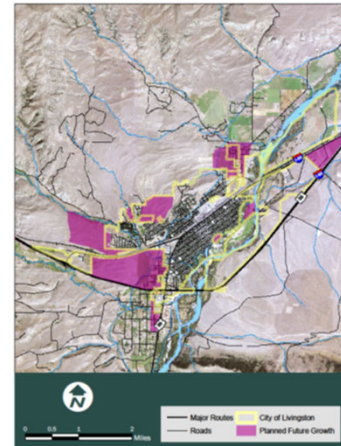 N
0 0.5 1 2
Miles
Major Routes
City of Livingston
Roads
Planned Future Growth